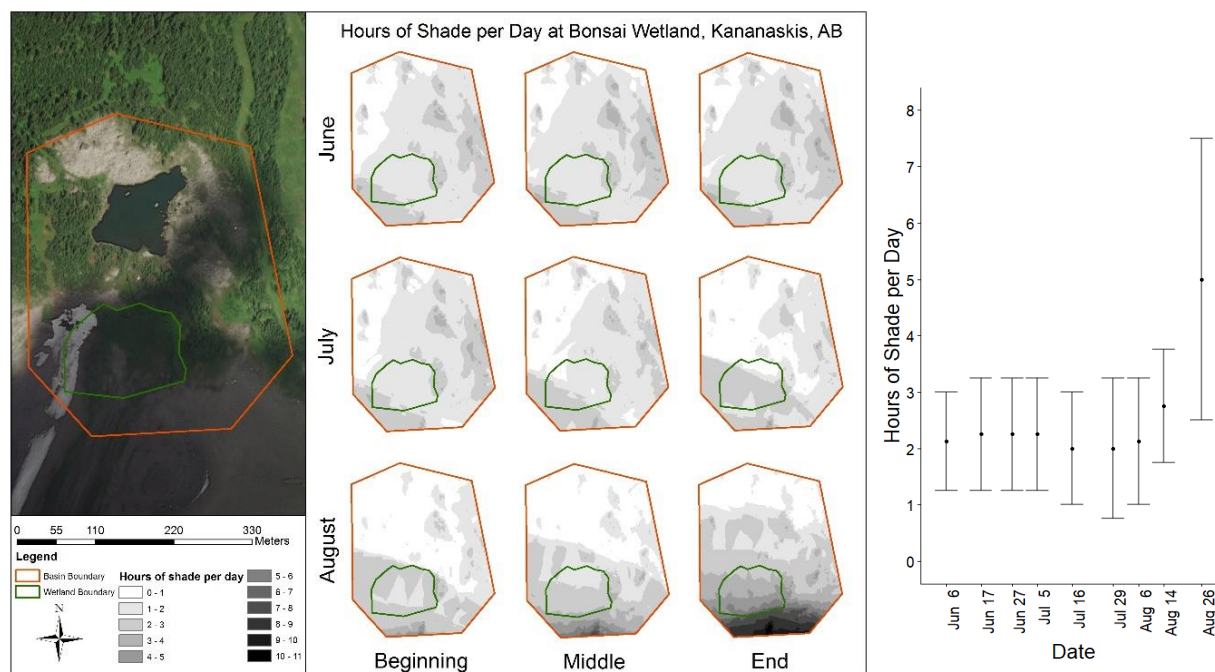 Hours of Shade per Day at Bonsai Wetland, Kananaskis, AB
June
July
August
Beginning
Middle
End
0 55 110 220 330
Meters
Legend
Basin Boundary
Wetland Boundary
N
Hours of shade per day
0 - 1
1 - 2
2 - 3
3 - 4
4 - 5
5 - 6
6 - 7
7 - 8
8 - 9
9 - 10
10 - 11
Hours of Shade per Day
8
7
6
5
4
3
2
1
0
Jun 6
Jun 17
Jun 27
Jul 5
Jul 16
Jul 29
Aug 6
Aug 14
Aug 26
Date